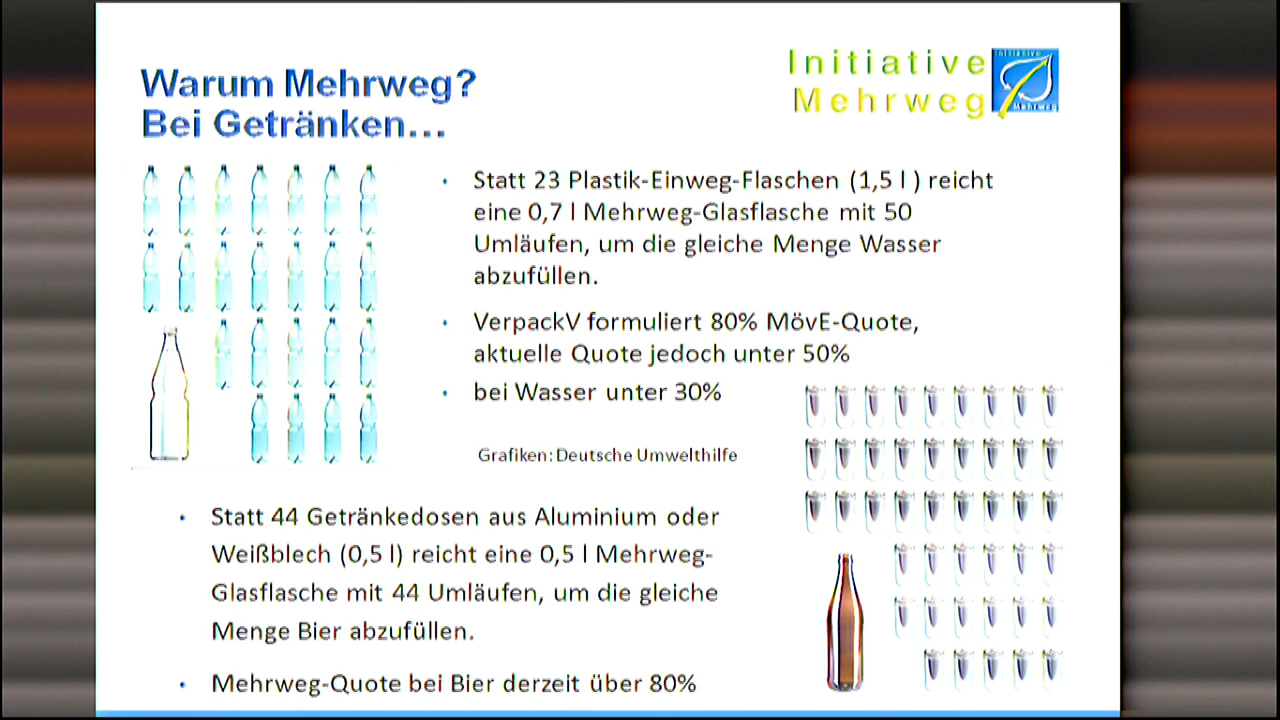 Warum Mehrweg?
Bei Getränken...
Initiative
Mehrweg
Initiative
Mehrweg
• Statt 23 Plastik-Einweg-Flaschen (1,5 l ) reicht
eine 0,7 l Mehrweg-Glasflasche mit 50
Umläufen, um die gleiche Menge Wasser
abzufüllen.
• VerpackV formuliert 80% MövE-Quote,
aktuelle Quote jedoch unter 50%
• bei Wasser unter 30%
Grafiken: Deutsche Umwelthilfe
• Statt 44 Getränkedosen aus Aluminium oder
Weißblech (0,5 l) reicht eine 0,5 l Mehrweg-
Glasflasche mit 44 Umläufen, um die gleiche
Menge Bier abzufüllen.
• Mehrweg-Quote bei Bier derzeit über 80%